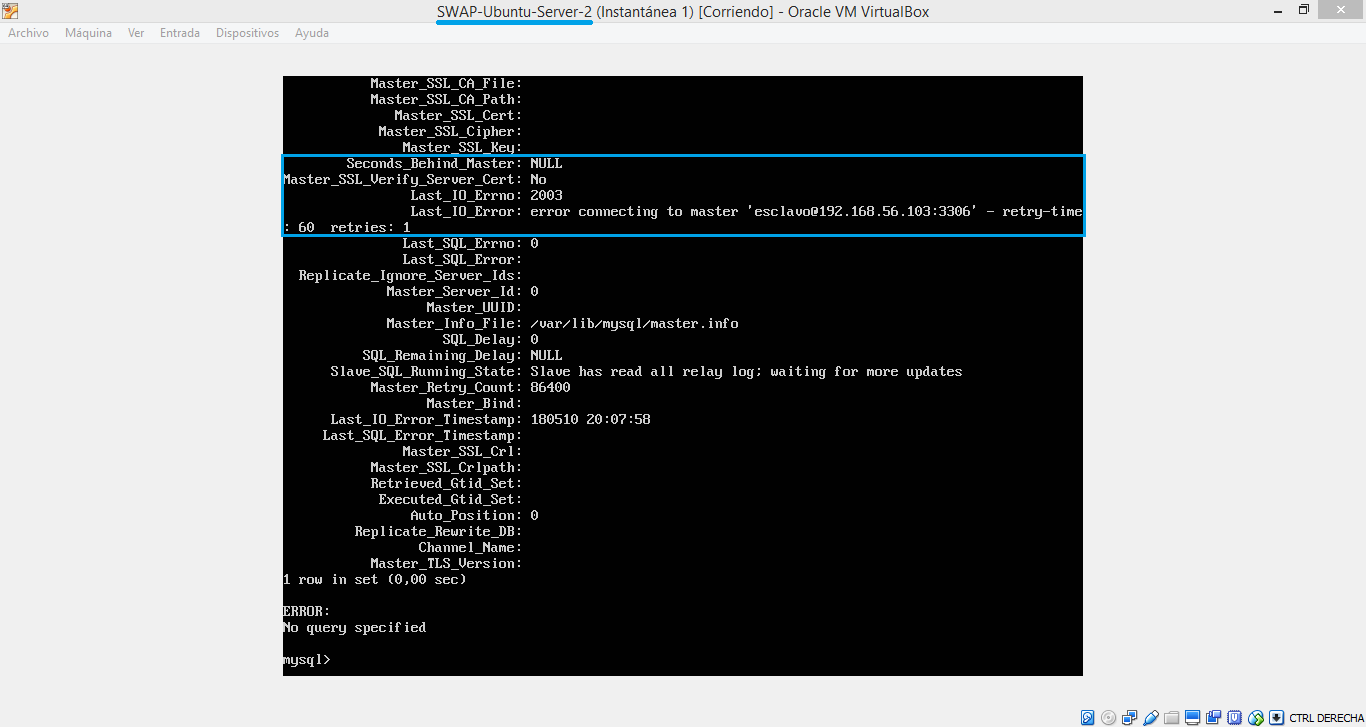 SWAP-Ubuntu-Server-2 (Instantánea 1) [Corriendo] - Oracle VM VirtualBox
Archivo Máquina Ver Entrada Dispositivos Ayuda
Master_SSL_CA_File:
Master_SSL_CA_Path:
Master_SSL_Cert:
Master_SSL_Cipher:
Master_SSL_Key:
Seconds_Behind_Master: NULL
Master_SSL_Verify_Server_Cert: No
Last_IO_Errno: 2003
Last_IO_Error: error connecting to master 'esclavo@192.168.56.103:3306' - retry-time
: 60  retries: 1
Last_SQL_Errno: 0
Last_SQL_Error:
Replicate_Ignore_Server_Ids:
Master_Server_Id: 0
Master_UUID:
Master_Info_File: /var/lib/mysql/master.info
SQL_Delay: 0
SQL_Remaining_Delay: NULL
Slave_SQL_Running_State: Slave has read all relay log; waiting for more updates
Master_Retry_Count: 86400
Master_Bind:
Last_IO_Error_Timestamp: 180510 20:07:58
Last_SQL_Error_Timestamp:
Master_SSL_Crl:
Master_SSL_Crlpath:
Retrieved_Gtid_Set:
Executed_Gtid_Set:
Auto_Position: 0
Replicate_Rewrite_DB:
Channel_Name:
Master_TLS_Version:
1 row in set (0,00 sec)
ERROR:
No query specified
mysql>
CTRL DERECHA